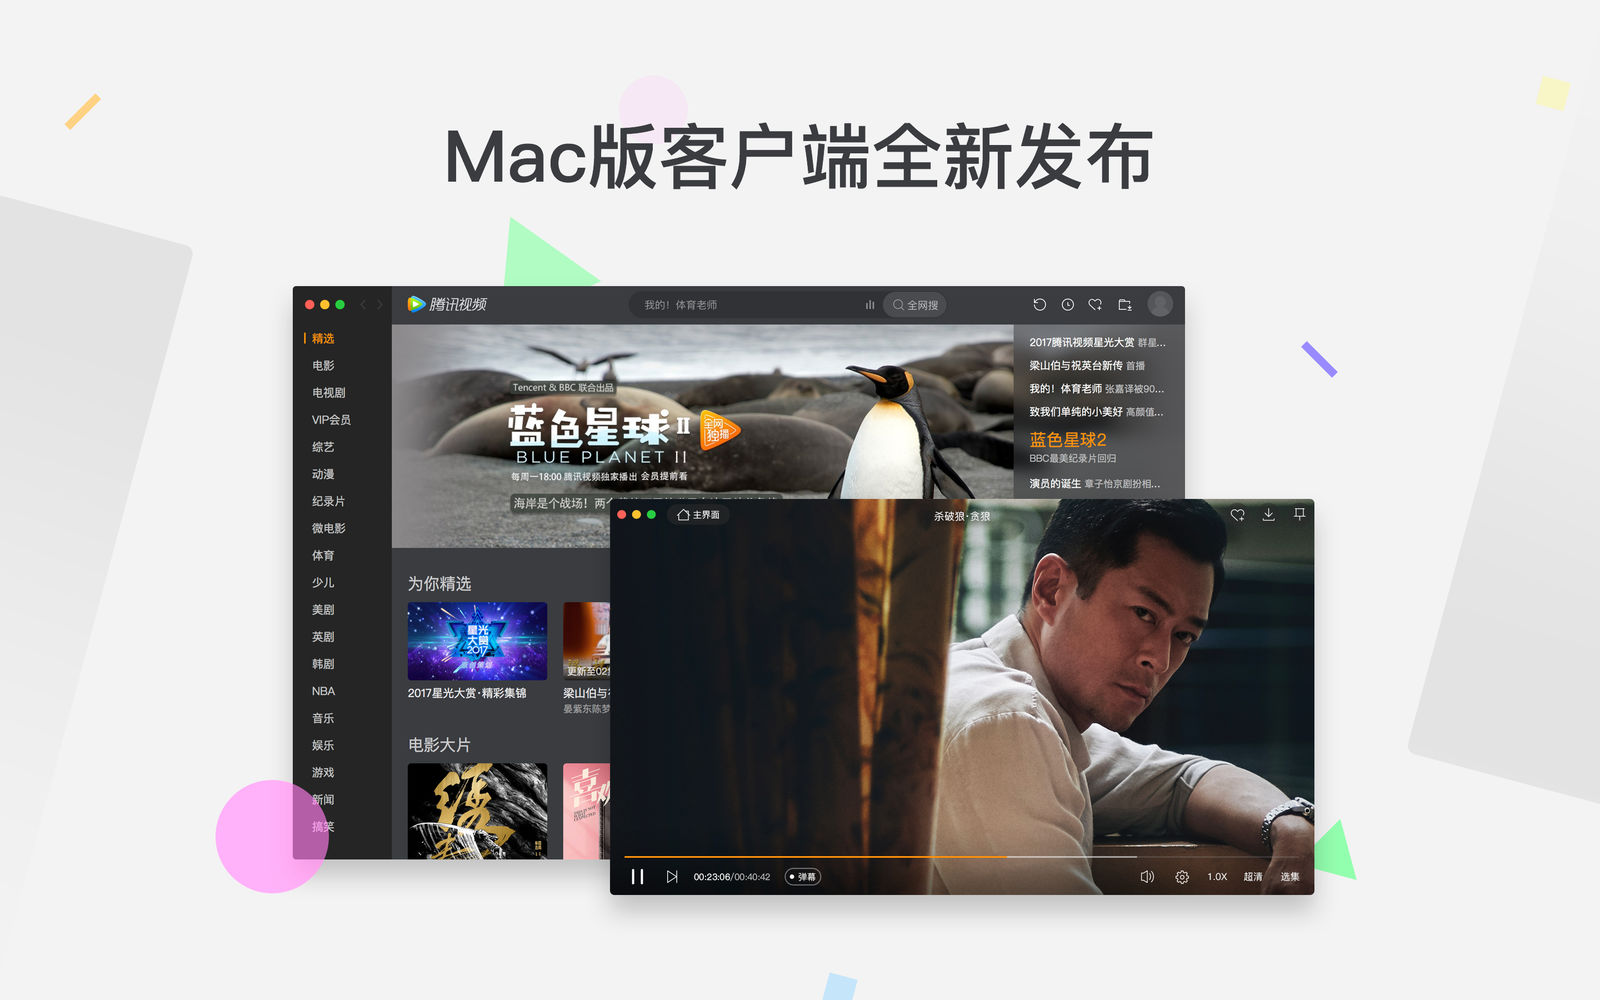 Mac版客户端全新发布
腾讯视频
我的！体育老师
全网搜
精选
电影
电视剧
VIP会员
综艺
动漫
纪录片
微电影
体育
少儿
美剧
英剧
韩剧
NBA
音乐
娱乐
游戏
新闻
搞笑
Tencent & BBC 联合出品
蓝色星球 II
全网独播
BLUE PLANET II
每周一18:00 腾讯视频独家播出 会员提前看
海岸是个战场！两个
2017腾讯视频星光大赏 群星...
梁山伯与祝英台新传 首播
我的！体育老师 张嘉译被90...
致我们单纯的小美好 高颜值...
蓝色星球2
BBC最美纪录片回归
演员的诞生 章子怡京剧扮相...
为你精选
星光大赏
2017
2017星光大赏·精彩集锦
更新至02集
梁山伯与
晏紫东陈梦
电影大片
主界面
杀破狼·贪狼
00:23:06/00:40:42
弹幕
1.0X
超清
选集